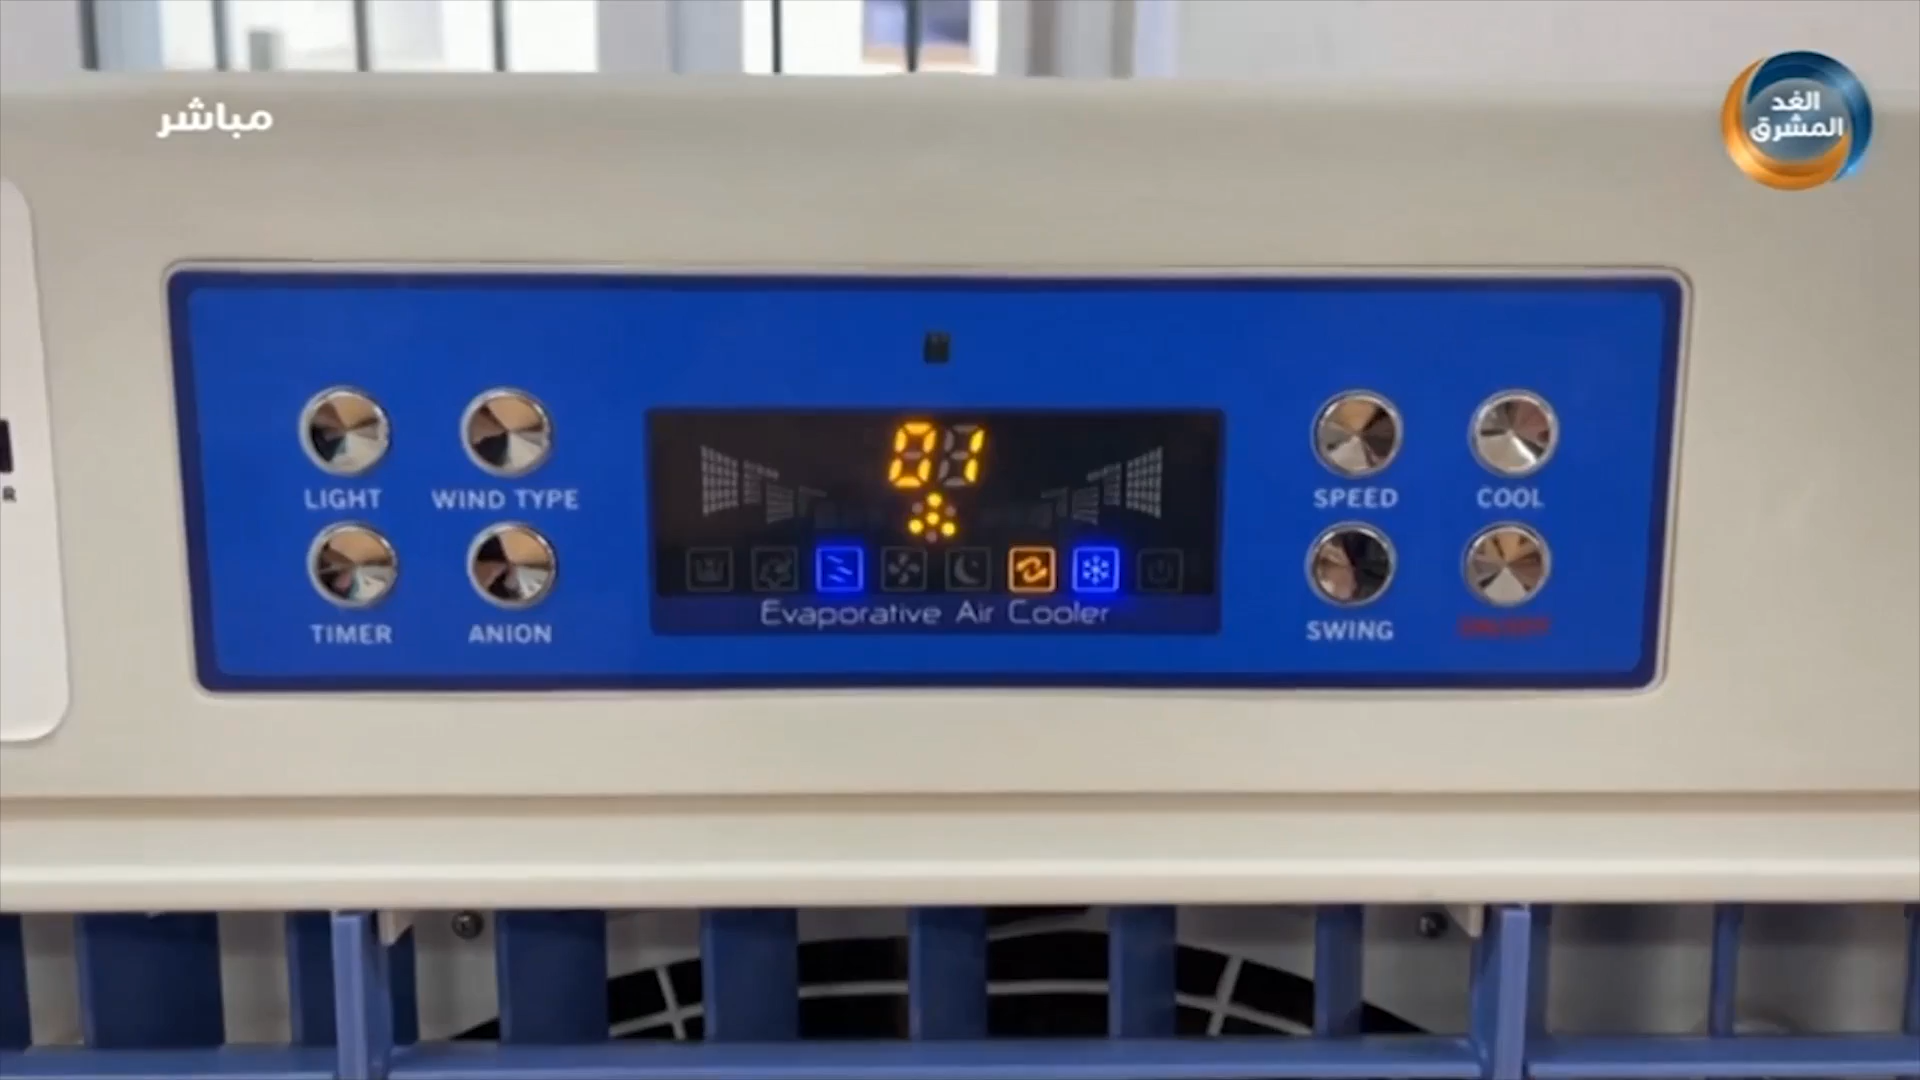 مباشر
الغد
المشرق
01
LIGHT
WIND TYPE
SPEED
COOL
Evaporative Air Cooler
TIMER
ANION
SWING
R